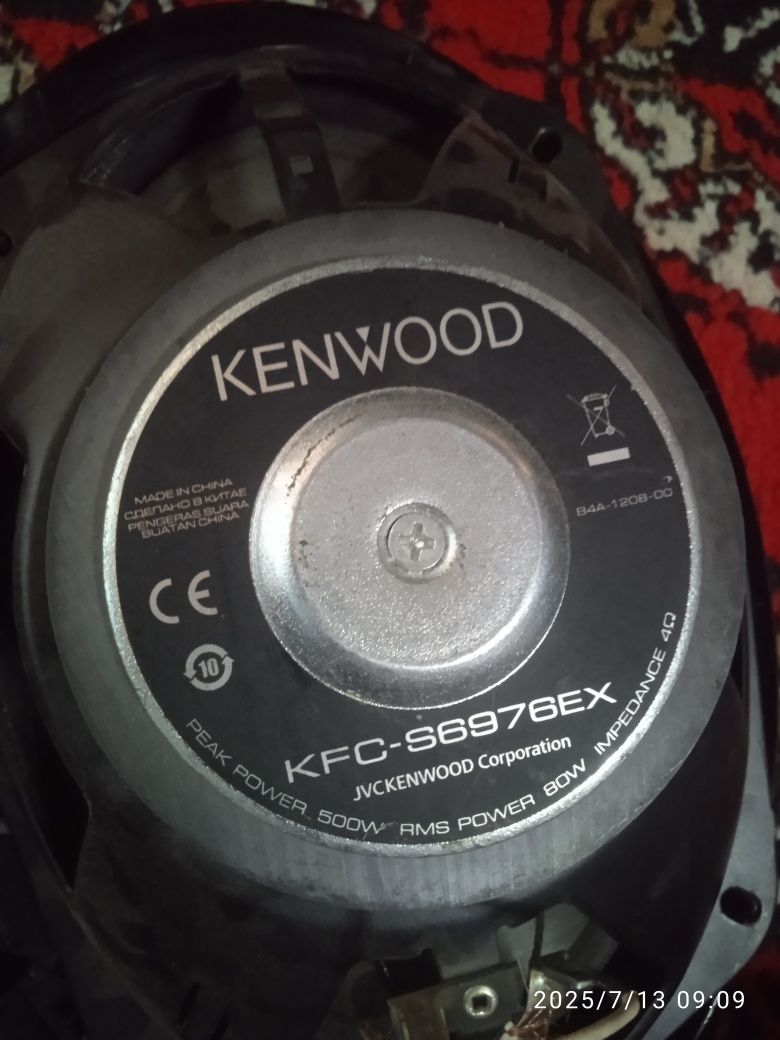 KENWOOD
MADE IN CHINA
СДЕЛАНО В КИТАЕ
PENGERAS SUARA
BUATAN CHINA
B4A-1208-00
CE
10
KFC-S6976EX
JVCKENWOOD Corporation
PEAK POWER 500W RMS POWER 80W IMPEDANCE 4Ω
2025/7/13 09:09